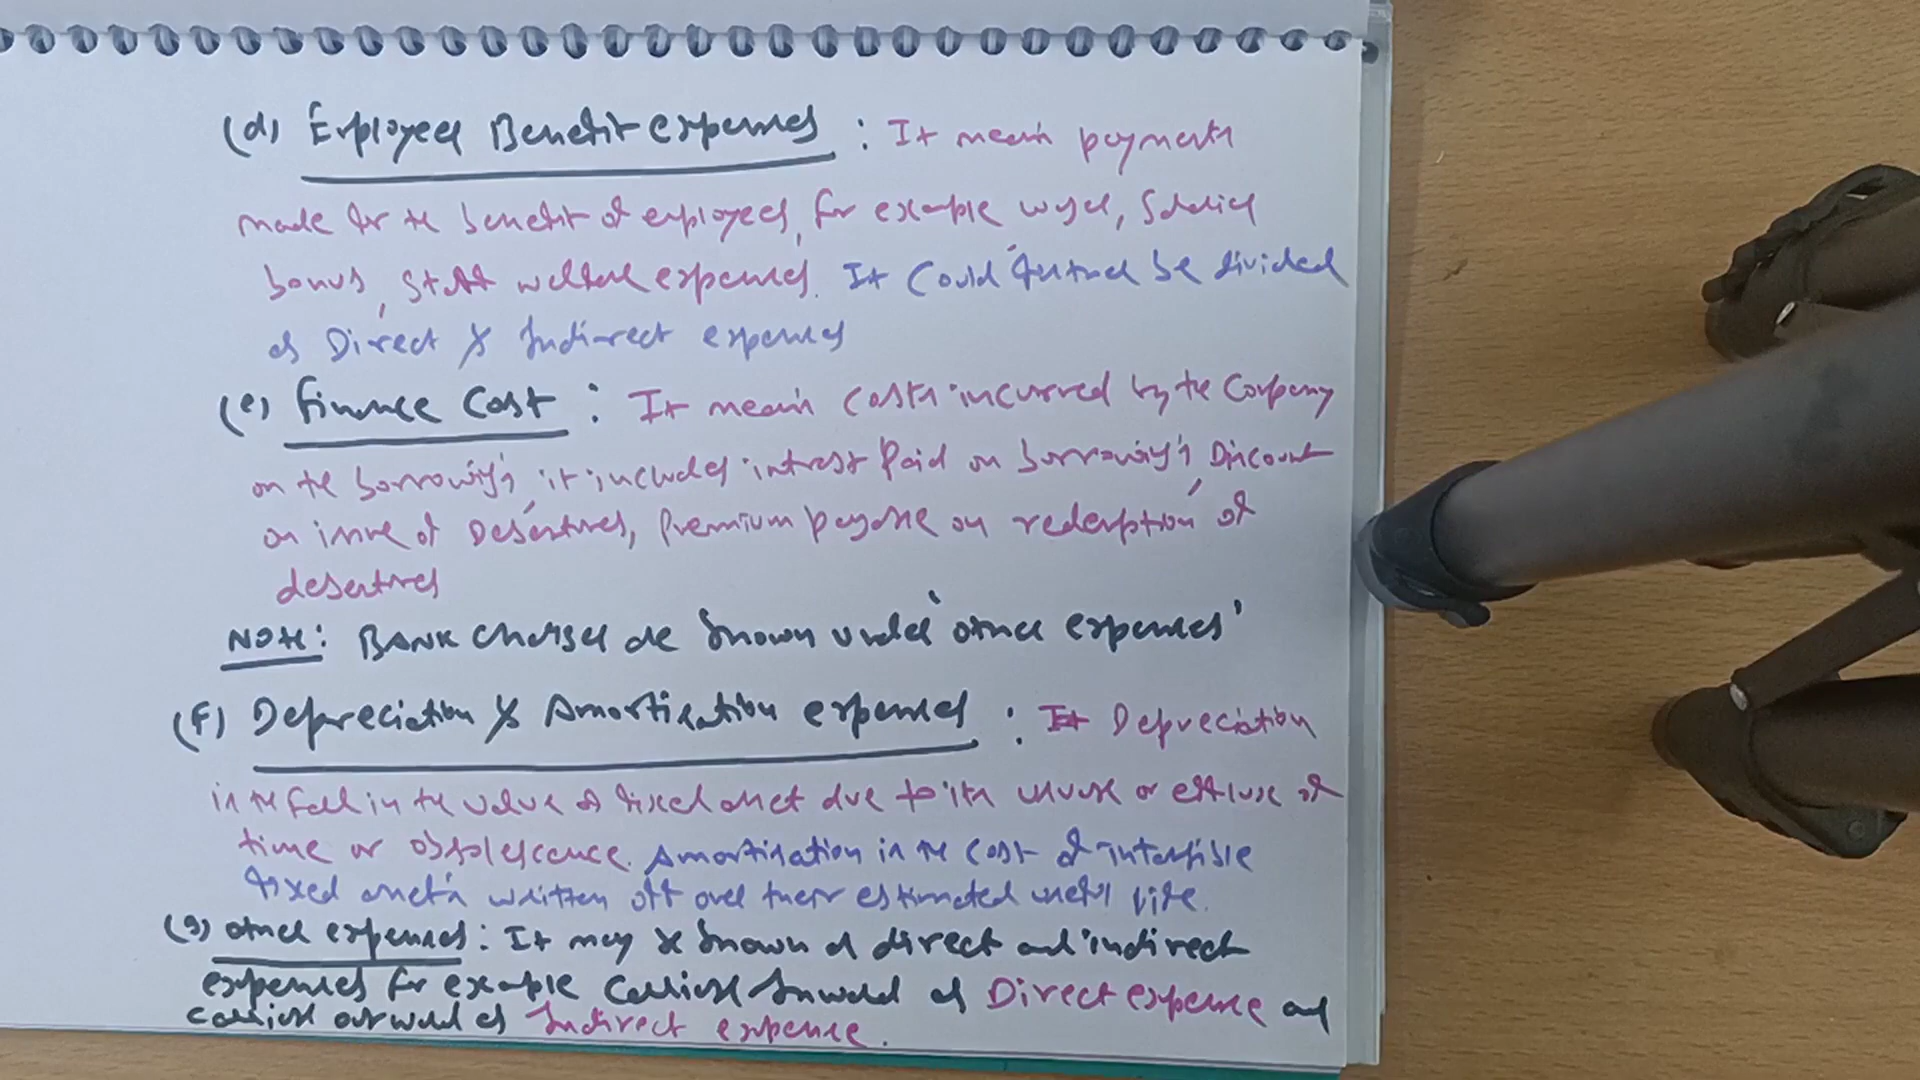 (d) Employees Benefit expenses : It means payments
made for the benefit of employees, for example wages, Salaries
bonus, Staff welfare expenses. It could further be divided
as Direct & Indirect expenses
(e) Finance Cost : It means costs incurred by the Company
on the borrowings, it includes interest paid on borrowings, Discount
on issue of Debentures, Premium payable on redemption of
debentures
NOTE: BANK Charges are shown under 'other expenses'
(f) Depreciation & Amortisation expenses : Depreciation
is the fall in the value of fixed asset due to its ususe or efflux of
time or obsolescence. Amortisation is the cost of intangible
fixed assets written off over their estimated useful life.
(g) other expenses : It may be shown as direct and indirect
expenses for example Carriage Inward as Direct expense and
carriage outward as Indirect expense.